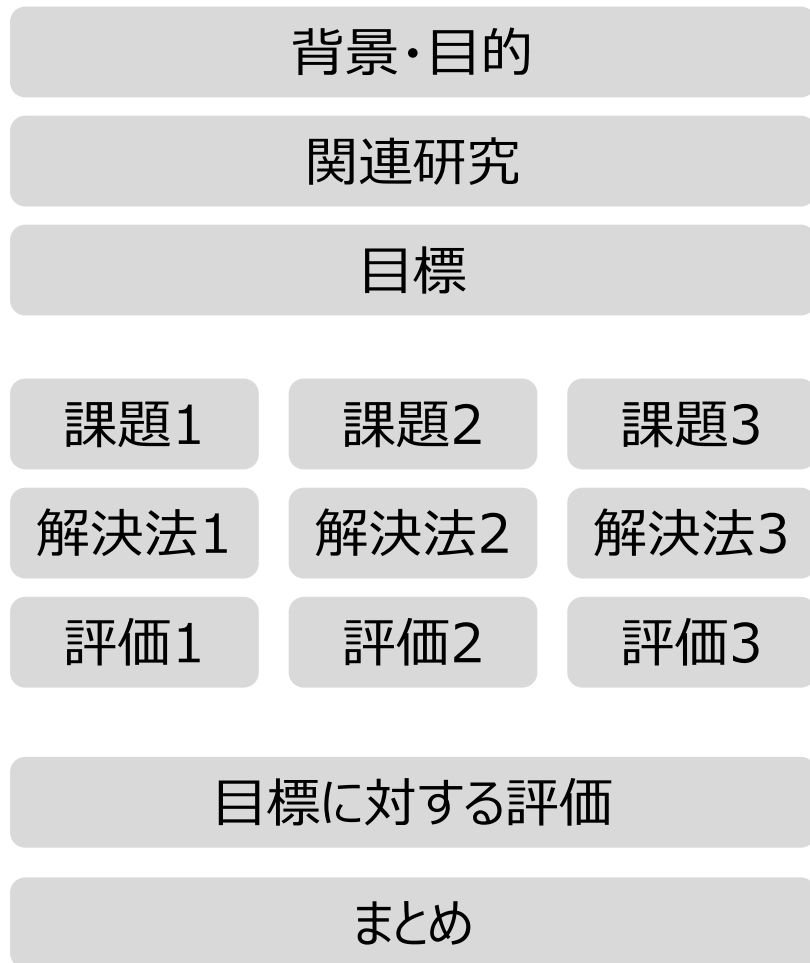 背景・目的
関連研究
目標
課題1 課題2 課題3
解決法1 解決法2 解決法3
評価1 評価2 評価3
目標に対する評価
まとめ